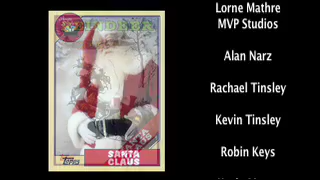 SANTA
CLAUS
Topps
Lorne Mathre
MVP Studios
Alan Narz
Rachael Tinsley
Kevin Tinsley
Robin Keys